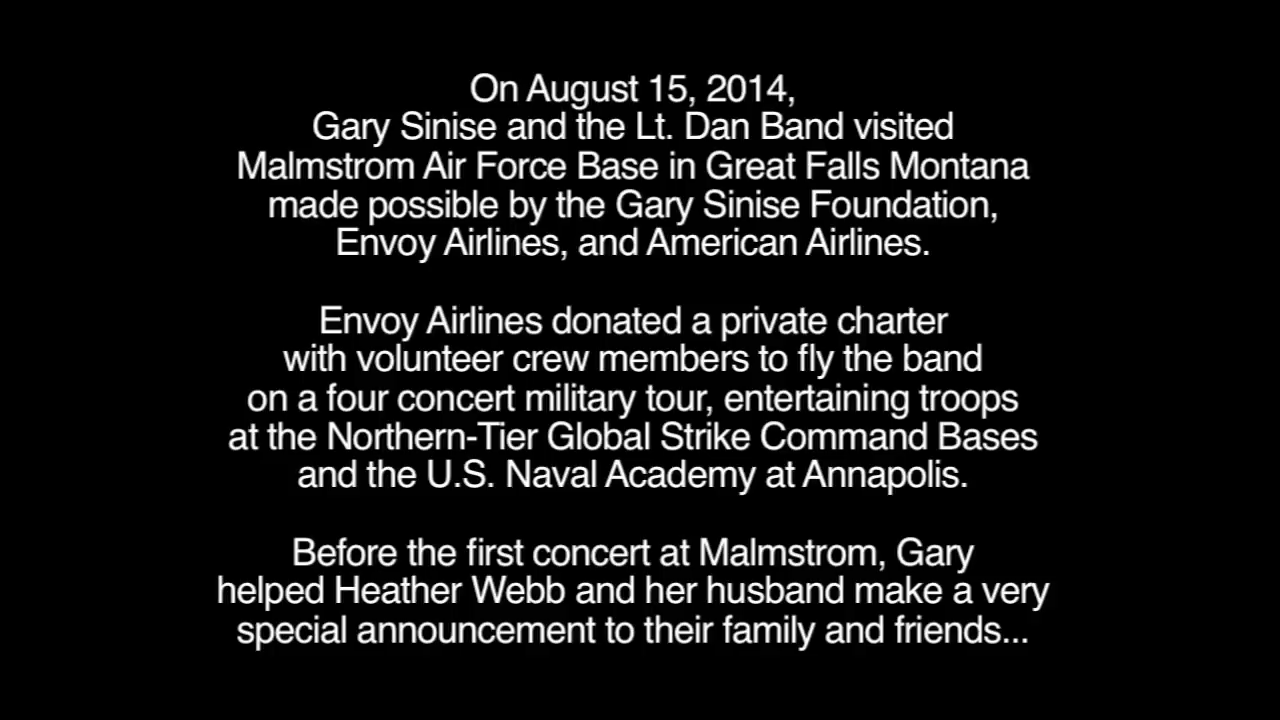 On August 15, 2014,
Gary Sinise and the Lt. Dan Band visited
Malmstrom Air Force Base in Great Falls Montana
made possible by the Gary Sinise Foundation,
Envoy Airlines, and American Airlines.
Envoy Airlines donated a private charter
with volunteer crew members to fly the band
on a four concert military tour, entertaining troops
at the Northern-Tier Global Strike Command Bases
and the U.S. Naval Academy at Annapolis.
Before the first concert at Malmstrom, Gary
helped Heather Webb and her husband make a very
special announcement to their family and friends...